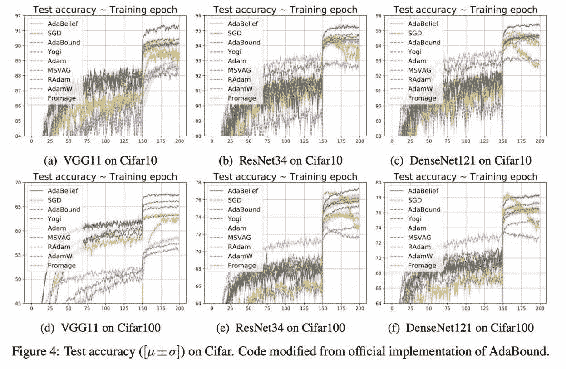 Test accuracy ~ Training epoch
AdaBelief
SGD
AdaBound
Yogi
Adam
MSVAG
RAdam
AdamW
Fromage
(a) VGG11 on Cifar10
Test accuracy ~ Training epoch
AdaBelief
SGD
AdaBound
Yogi
Adam
MSVAG
RAdam
AdamW
Fromage
(b) ResNet34 on Cifar10
Test accuracy ~ Training epoch
AdaBelief
SGD
AdaBound
Yogi
Adam
MSVAG
RAdam
AdamW
Fromage
(c) DenseNet121 on Cifar10
Test accuracy ~ Training epoch
AdaBelief
SGD
AdaBound
Yogi
Adam
MSVAG
RAdam
AdamW
Fromage
(d) VGG11 on Cifar100
Test accuracy ~ Training epoch
AdaBelief
SGD
AdaBound
Yogi
Adam
MSVAG
RAdam
AdamW
Fromage
(e) ResNet34 on Cifar100
Test accuracy ~ Training epoch
AdaBelief
SGD
AdaBound
Yogi
Adam
MSVAG
RAdam
AdamW
Fromage
(f) DenseNet121 on Cifar100
Figure 4: Test accuracy ([μ±σ]) on Cifar. Code modified from official implementation of AdaBound.